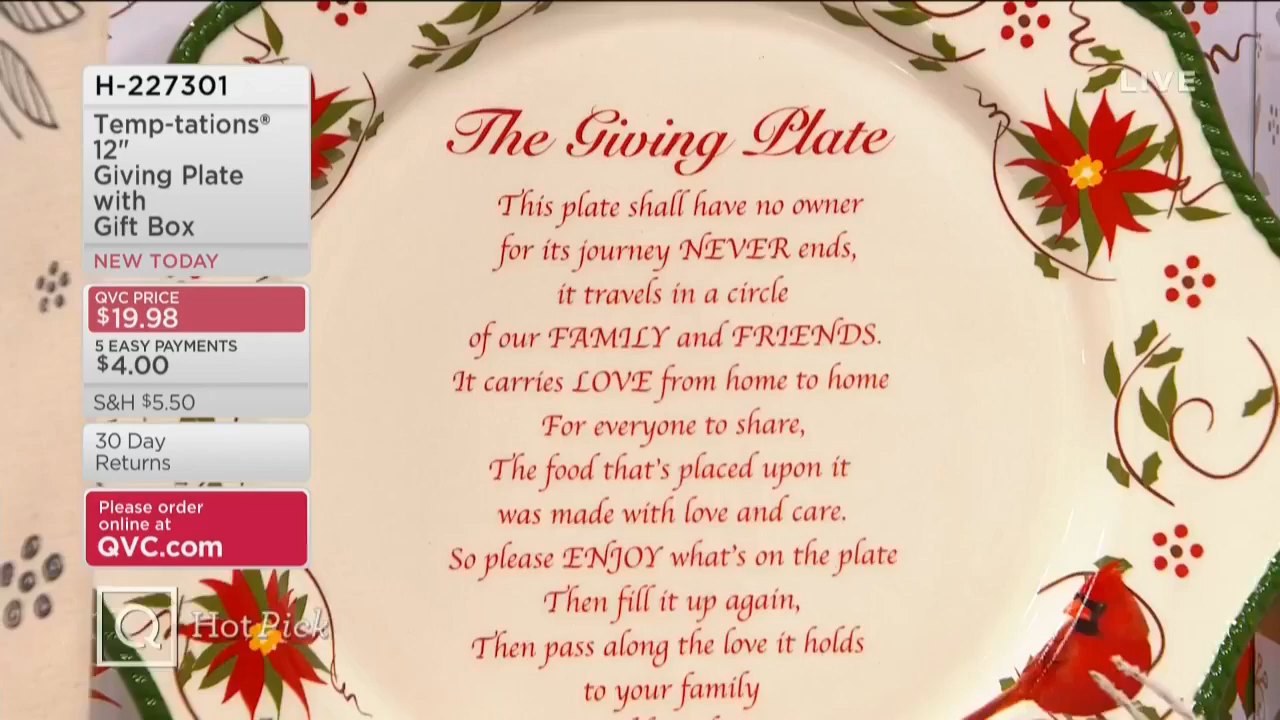 LIVE
H-227301
Temp-tations®
12"
Giving Plate
with
Gift Box
NEW TODAY
QVC PRICE
$19.98
5 EASY PAYMENTS
$4.00
S&H $5.50
30 Day
Returns
Please order
online at
QVC.com
Q Hot Pick
The Giving Plate
This plate shall have no owner
for its journey NEVER ends,
it travels in a circle
of our FAMILY and FRIENDS.
It carries LOVE from home to home
For everyone to share,
The food that's placed upon it
was made with love and care.
So please ENJOY what's on the plate
Then fill it up again,
Then pass along the love it holds
to your family